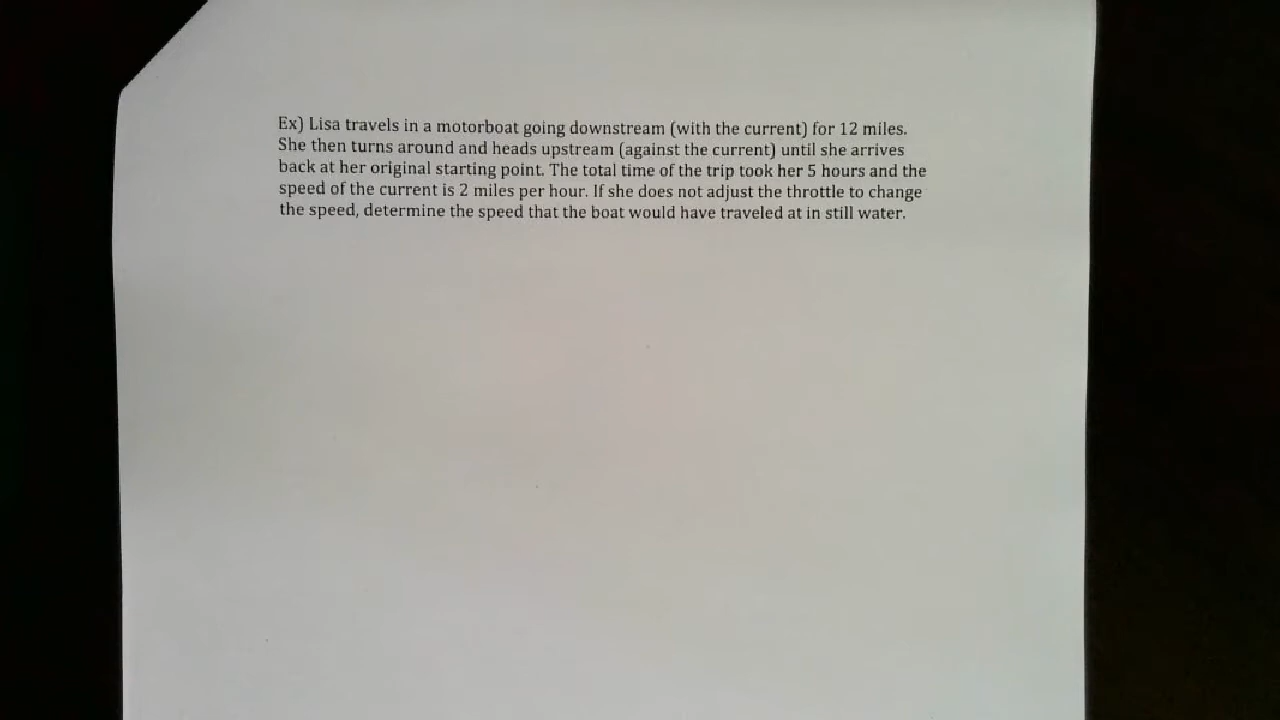 Ex) Lisa travels in a motorboat going downstream (with the current) for 12 miles.
She then turns around and heads upstream (against the current) until she arrives
back at her original starting point. The total time of the trip took her 5 hours and the
speed of the current is 2 miles per hour. If she does not adjust the throttle to change
the speed, determine the speed that the boat would have traveled at in still water.